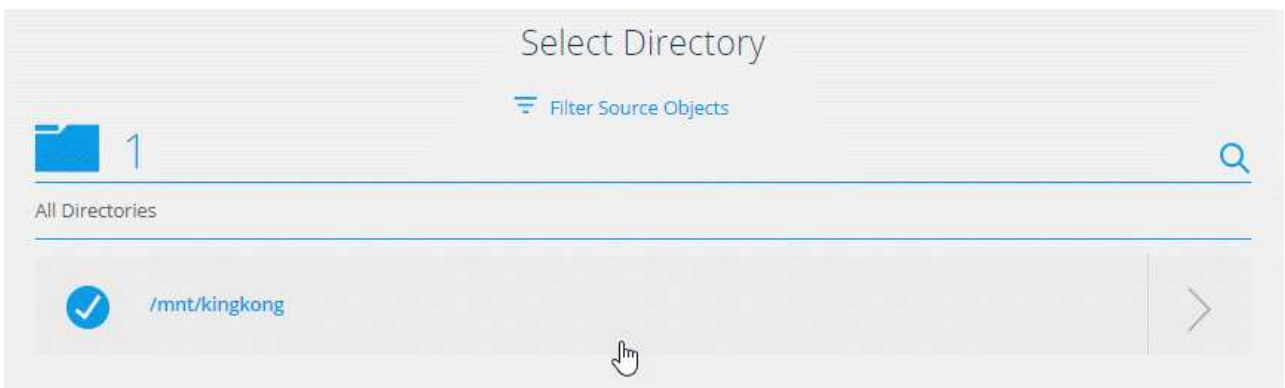 Select Directory
Filter Source Objects
1
All Directories
/mnt/kingkong